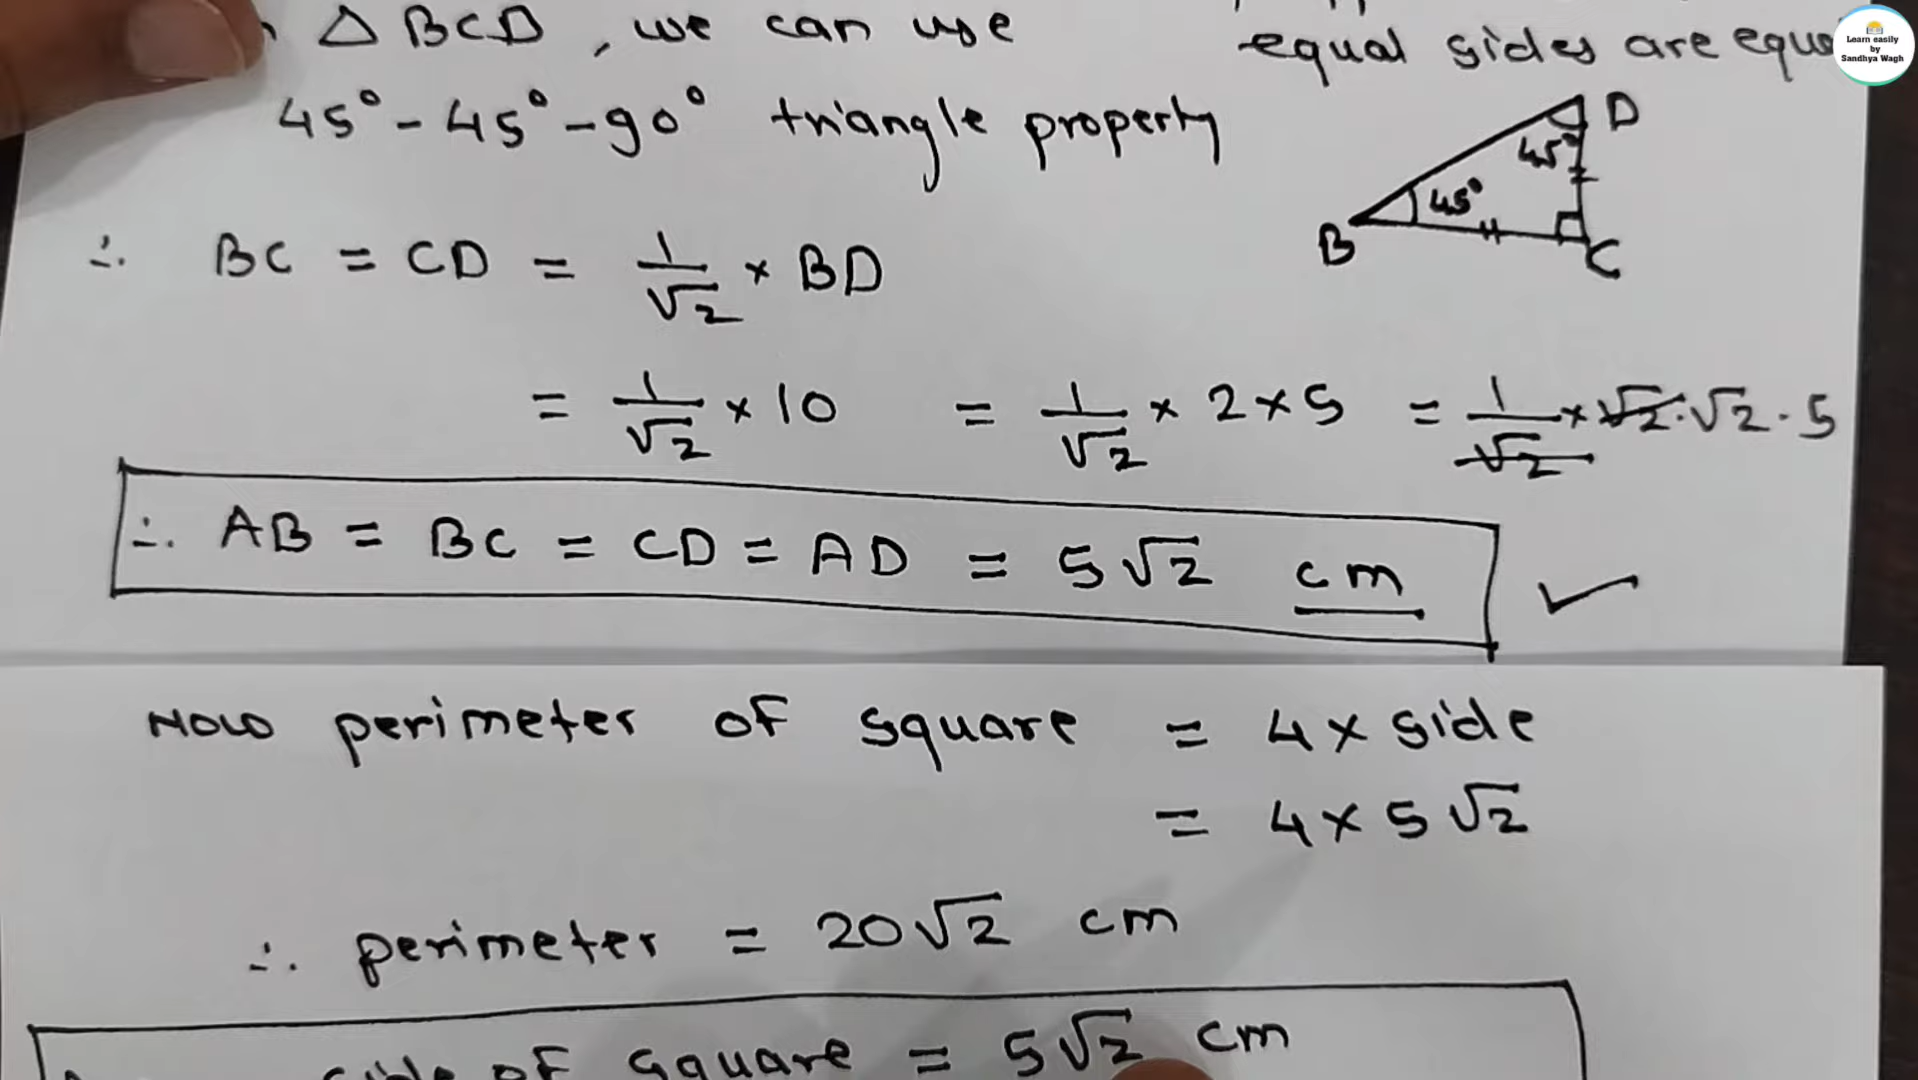 △ BCD, we can use
equal sides are
45° - 45° - 90° triangle property
D
45°
45°
B
C
∴ BC = CD = 1/√2 × BD
= 1/√2 × 10 = 1/√2 × 2 × 5 = 1/√2 × √2 · √2 · 5
∴ AB = BC = CD = AD = 5√2 cm
Now perimeter of square = 4 × side
= 4 × 5√2
∴ perimeter = 20√2 cm
side of square = 5√2 cm
Learn easily
by
Sandhya Wagh